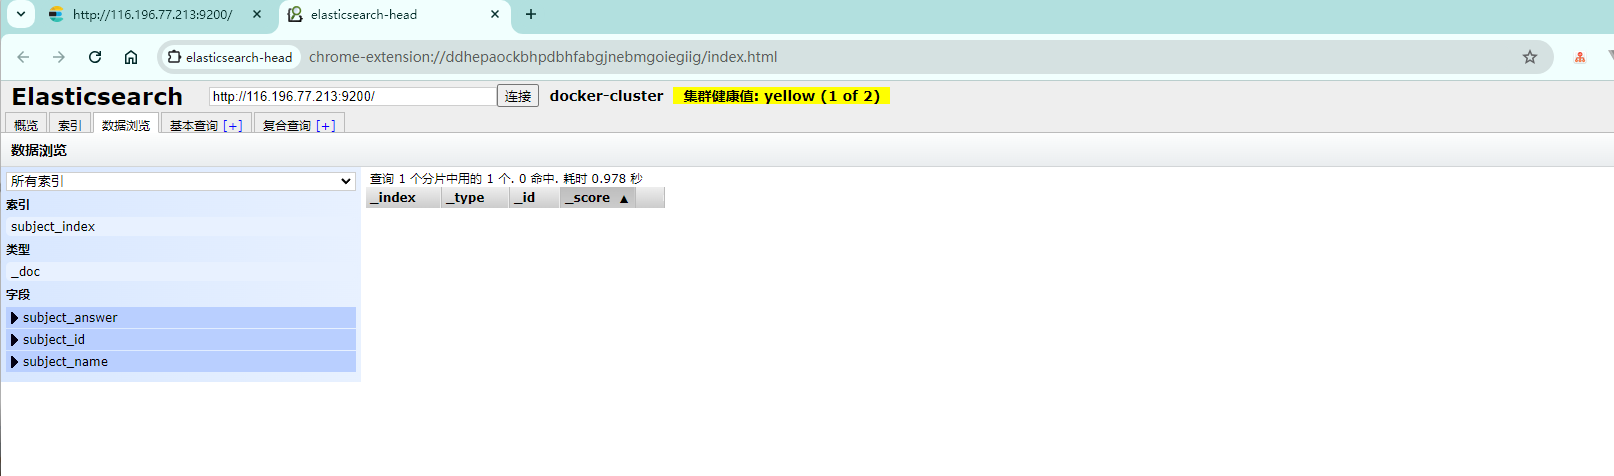 http://116.196.77.213:9200/
elasticsearch-head
elasticsearch-head chrome-extension://ddhepaockbhpdbhfabgjnebmgoiegiig/index.html
Elasticsearch http://116.196.77.213:9200/ 连接 docker-cluster 集群健康值: yellow (1 of 2)
概览 索引 数据浏览 基本查询 [+] 复合查询 [+]
数据浏览
所有索引
索引
subject_index
类型
_doc
字段
subject_answer
subject_id
subject_name
查询 1 个分片中用的 1 个. 0 命中. 耗时 0.978 秒
_index _type _id _score ▲